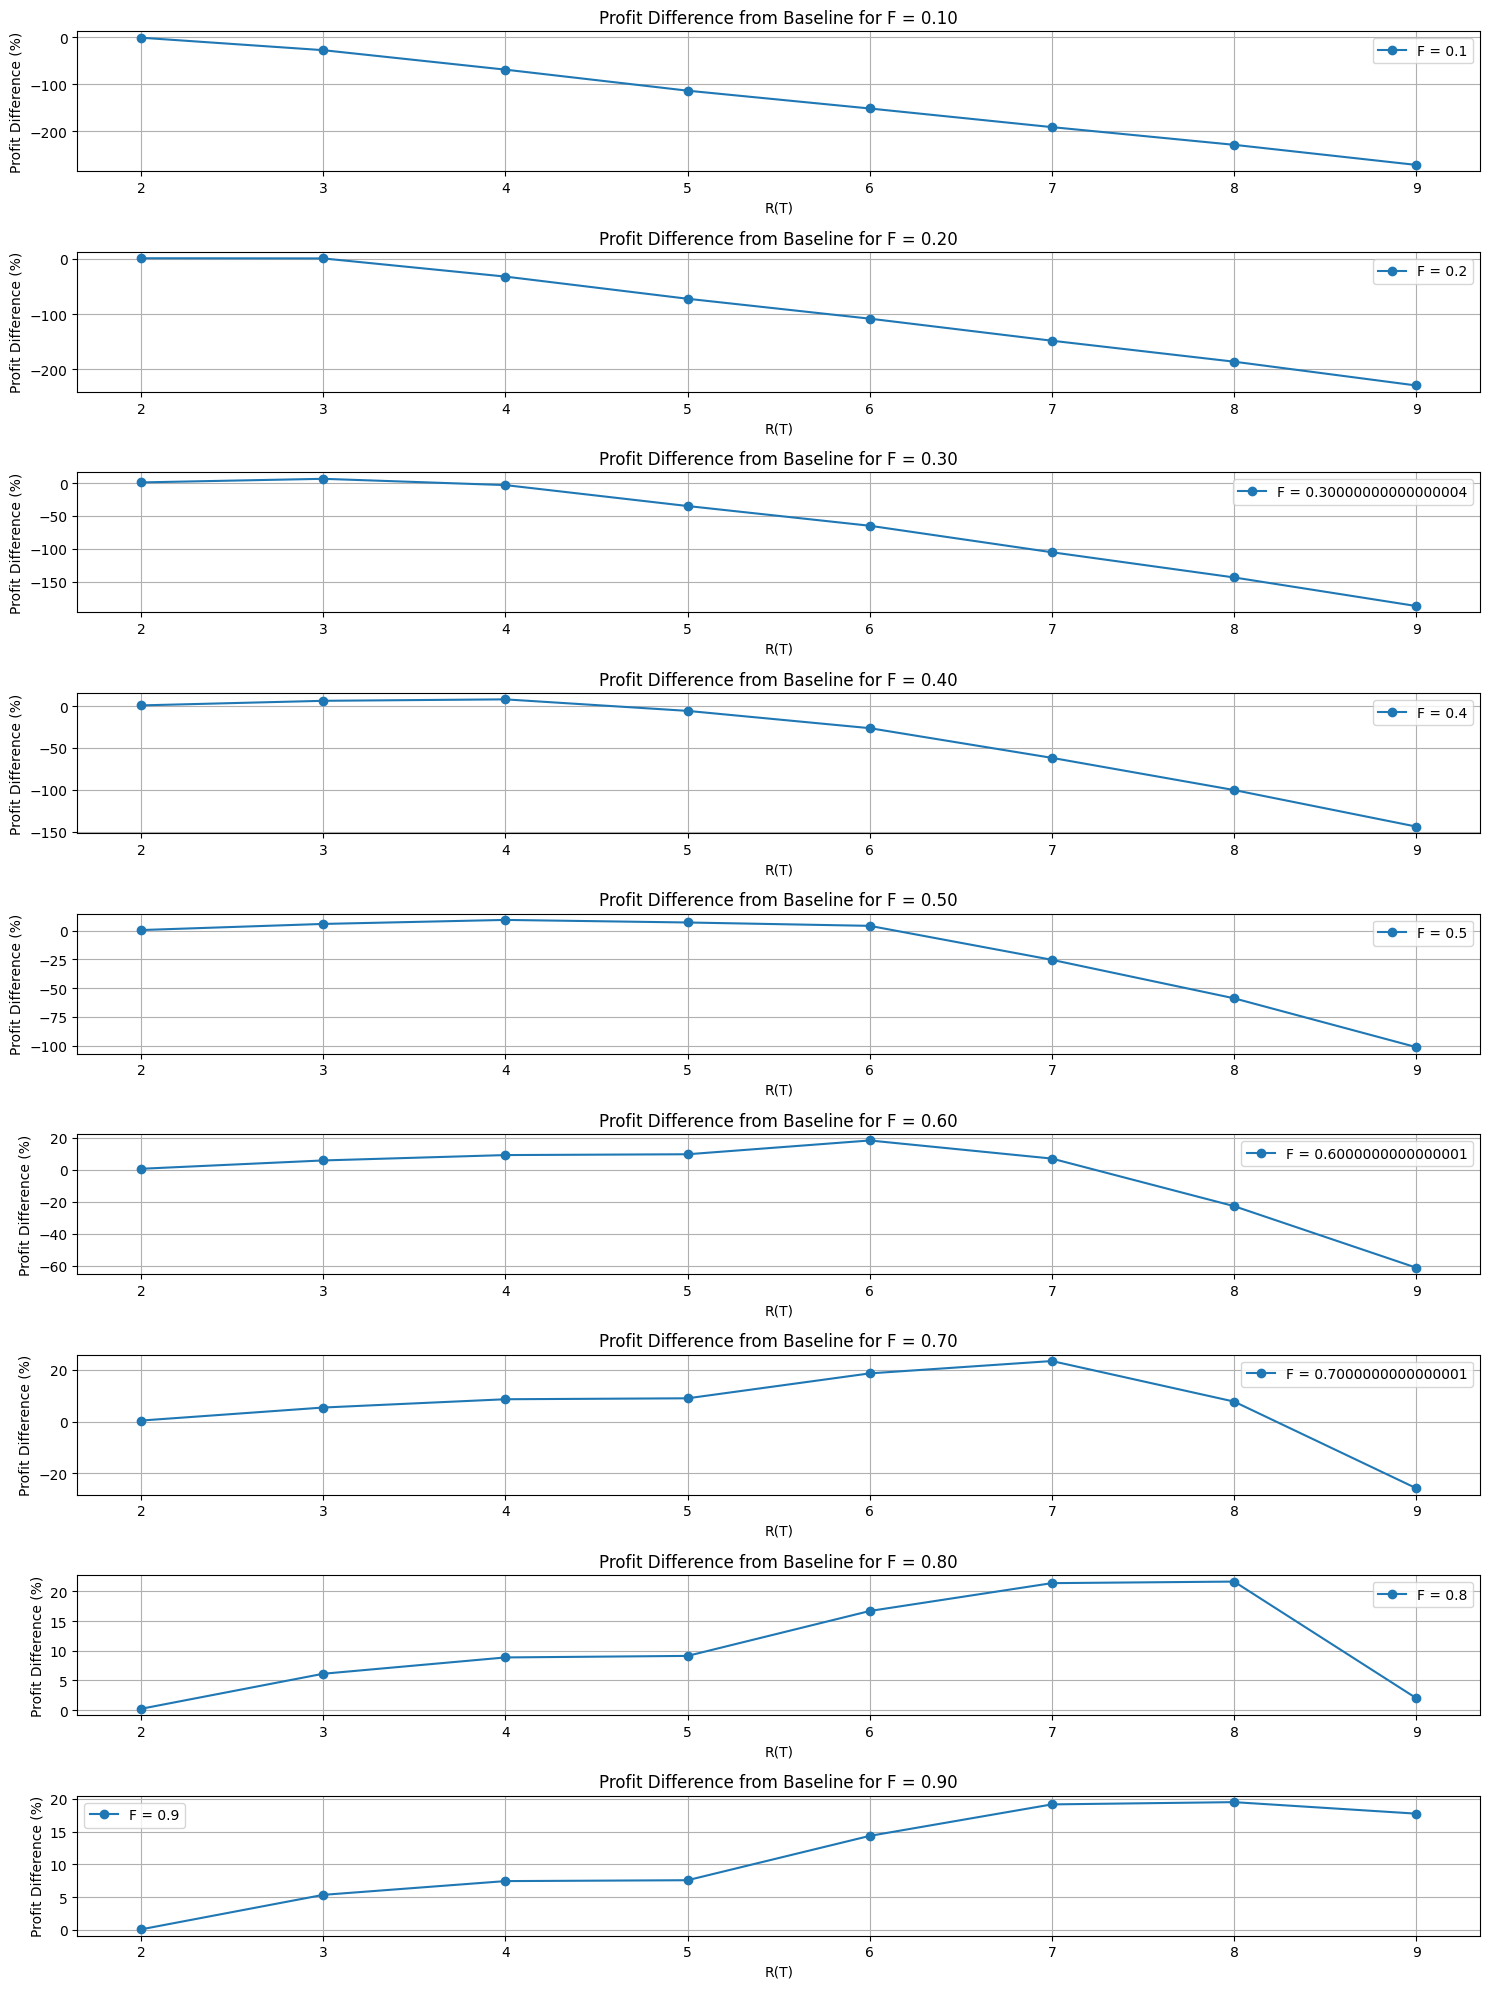 Profit Difference from Baseline for F = 0.10
Profit Difference (%)
0
−100
−200
F = 0.1
2 3 4 5 6 7 8 9
R(T)
Profit Difference from Baseline for F = 0.20
Profit Difference (%)
0
−100
−200
F = 0.2
2 3 4 5 6 7 8 9
R(T)
Profit Difference from Baseline for F = 0.30
Profit Difference (%)
0
−50
−100
−150
F = 0.30000000000000004
2 3 4 5 6 7 8 9
R(T)
Profit Difference from Baseline for F = 0.40
Profit Difference (%)
0
−50
−100
−150
F = 0.4
2 3 4 5 6 7 8 9
R(T)
Profit Difference from Baseline for F = 0.50
Profit Difference (%)
0
−25
−50
−75
−100
F = 0.5
2 3 4 5 6 7 8 9
R(T)
Profit Difference from Baseline for F = 0.60
Profit Difference (%)
20
0
−20
−40
−60
F = 0.6000000000000001
2 3 4 5 6 7 8 9
R(T)
Profit Difference from Baseline for F = 0.70
Profit Difference (%)
20
0
−20
F = 0.7000000000000001
2 3 4 5 6 7 8 9
R(T)
Profit Difference from Baseline for F = 0.80
Profit Difference (%)
20
15
10
5
0
F = 0.8
2 3 4 5 6 7 8 9
R(T)
Profit Difference from Baseline for F = 0.90
Profit Difference (%)
20
15
10
5
0
F = 0.9
2 3 4 5 6 7 8 9
R(T)